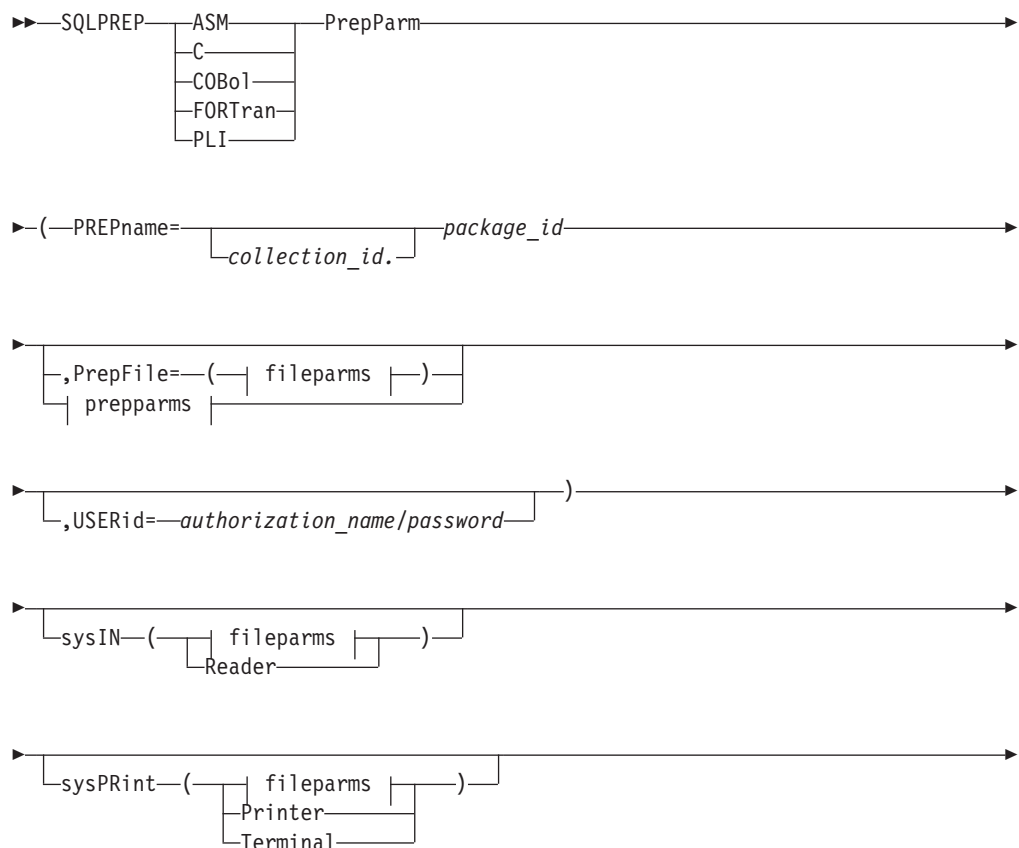 SQLPREP ASM PrepParm
C
COBol
FORTran
PLI
( PREPname= package_id
collection_id.
,PrepFile= ( fileparms )
prepparms
)
,USERid= authorization_name/password
sysIN ( fileparms )
Reader
sysPRint ( fileparms )
Printer
Terminal